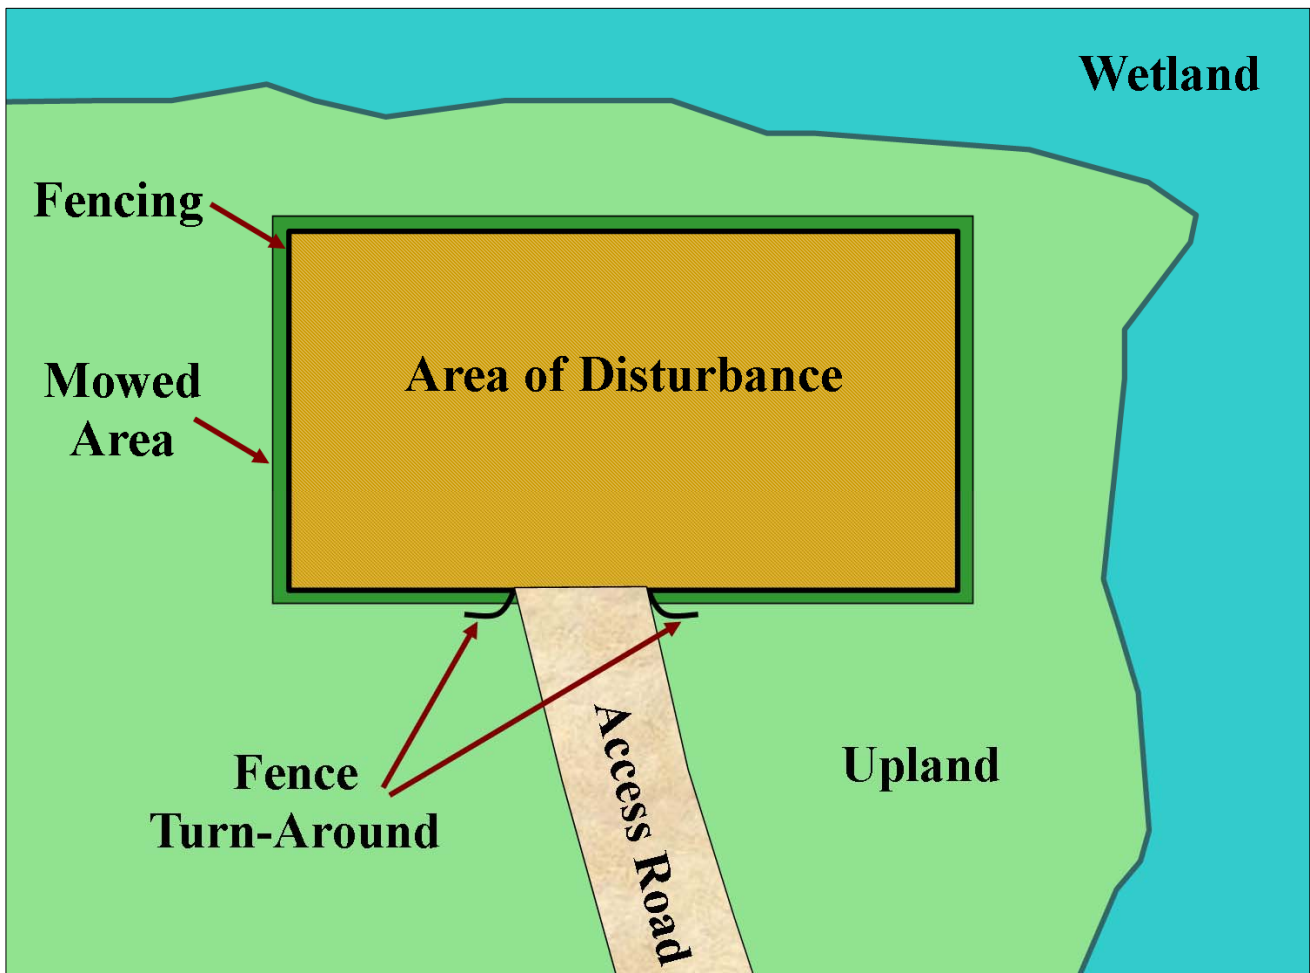 Wetland
Fencing
Mowed
Area
Area of Disturbance
Fence
Turn-Around
Access Road
Upland